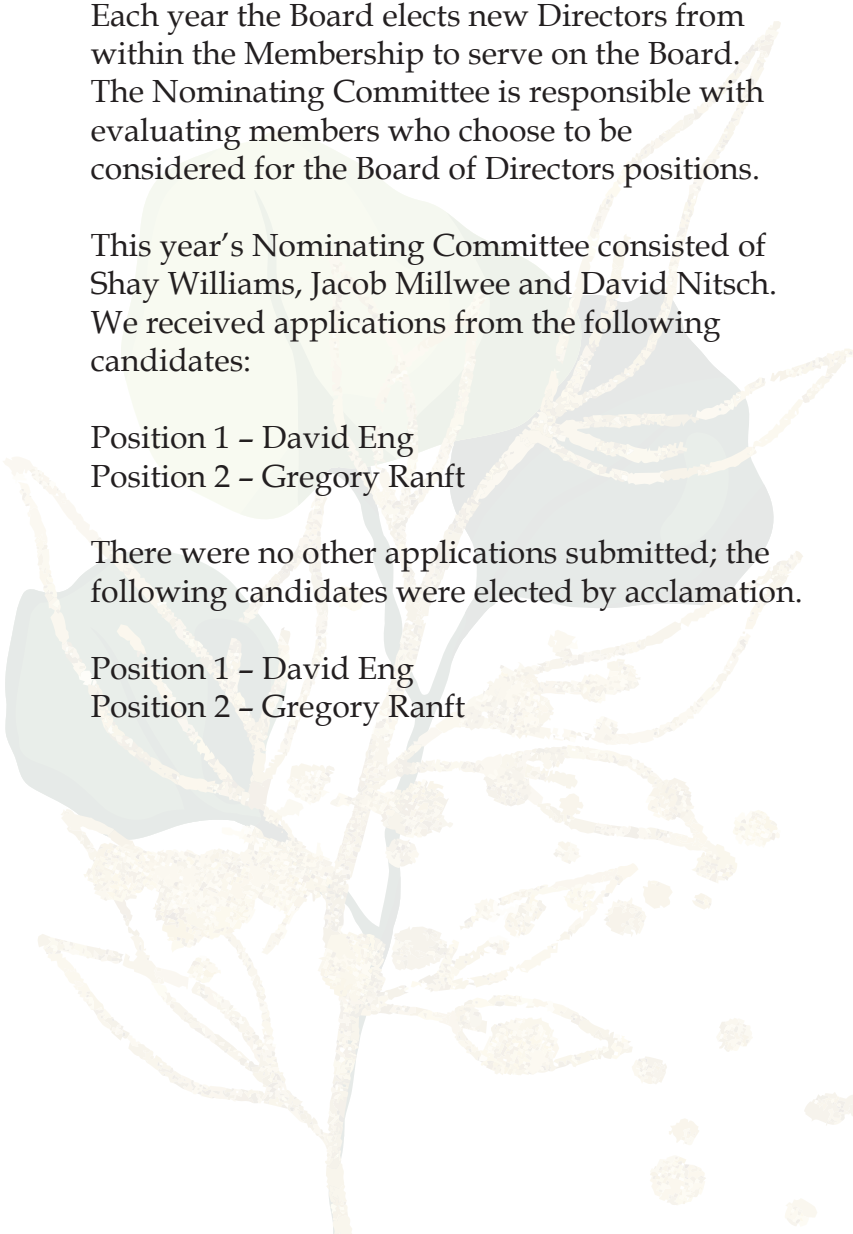 Each year the Board elects new Directors from
within the Membership to serve on the Board.
The Nominating Committee is responsible with
evaluating members who choose to be
considered for the Board of Directors positions.
This year’s Nominating Committee consisted of
Shay Williams, Jacob Millwee and David Nitsch.
We received applications from the following
candidates:
Position 1 – David Eng
Position 2 – Gregory Ranft
There were no other applications submitted; the
following candidates were elected by acclamation.
Position 1 – David Eng
Position 2 – Gregory Ranft